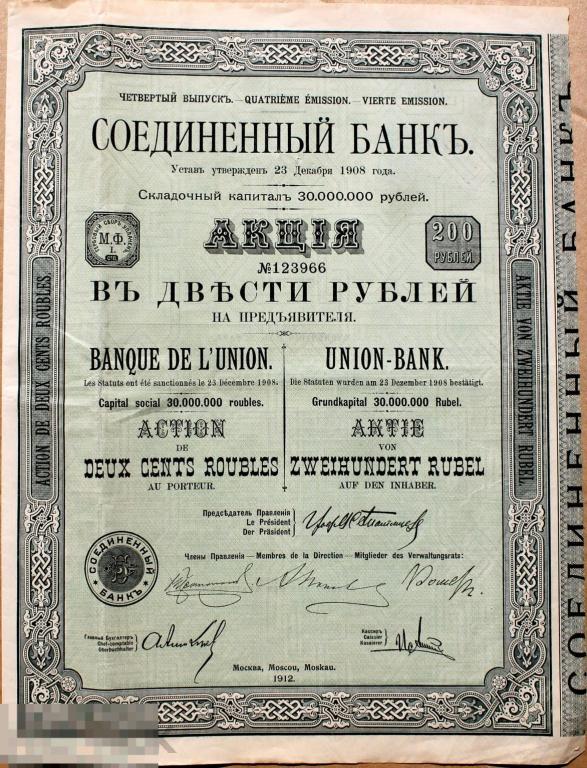 ЧЕТВЕРТЫЙ ВЫПУСКЪ. — QUATRIÈME ÉMISSION. — VIERTE EMISSION.
СОЕДИНЕННЫЙ БАНКЪ.
Уставъ утвержденъ 23 Декабря 1908 года.
Складочный капиталъ 30.000.000 рублей.
М.Ф.
АКЦІЯ
200 РУБЛЕЙ
№123966
ВЪ ДВѢСТИ РУБЛЕЙ
НА ПРЕДЪЯВИТЕЛЯ.
BANQUE DE L'UNION.
Les Statuts ont été sanctionnés le 23 Décembre 1908.
Capital social 30.000.000 roubles.
ACTION
DE
DEUX CENTS ROUBLES
AU PORTEUR.
UNION-BANK.
Die Statuten wurden am 23 Dezember 1908 bestätigt.
Grundkapital 30.000.000 Rubel.
AKTIE
VON
ZWEIHUNDERT RUBEL
AUF DEN INHABER.
Предсѣдатель Правленія
Le Président
Der Präsident
Члены Правленія — Membres de la Direction — Mitglieder des Verwaltungsrats:
СОЕДИНЕННЫЙ БАНКЪ
Главный Бухгалтеръ
Chef-comptable
Oberbuchhalter
Кассиръ
Caissier
Kassierer
Москва, Moscou, Moskau.
1912.
ACTION DE DEUX CENTS ROUBLES
AKTIE VON ZWEIHUNDERT RUBEL
СОЕДИНЕННЫЙ БАНКЪ